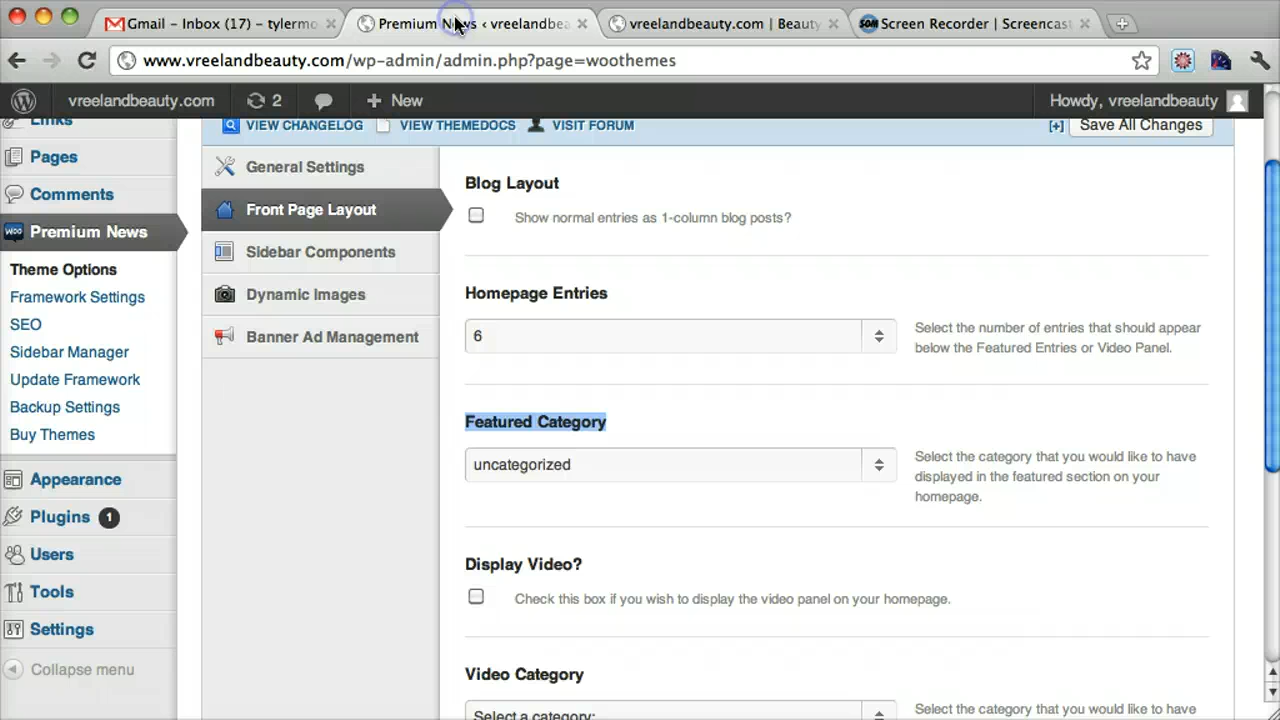 Gmail - Inbox (17) - tylermo
Premium News ‹ vreelandbea
vreelandbeauty.com | Beaut
SOM Screen Recorder | Screencast
www.vreelandbeauty.com/wp-admin/admin.php?page=woothemes
vreelandbeauty.com 2 + New Howdy, vreelandbeauty
Links
Pages
Comments
WOO Premium News
Theme Options
Framework Settings
SEO
Sidebar Manager
Update Framework
Backup Settings
Buy Themes
Appearance
Plugins 1
Users
Tools
Settings
Collapse menu
VIEW CHANGELOG VIEW THEMEDOCS VISIT FORUM [+] Save All Changes
General Settings
Front Page Layout
Sidebar Components
Dynamic Images
Banner Ad Management
Blog Layout
Show normal entries as 1-column blog posts?
Homepage Entries
6
Select the number of entries that should appear
below the Featured Entries or Video Panel.
Featured Category
uncategorized
Select the category that you would like to have
displayed in the featured section on your
homepage.
Display Video?
Check this box if you wish to display the video panel on your homepage.
Video Category
Select a category:
Select the category that you would like to have